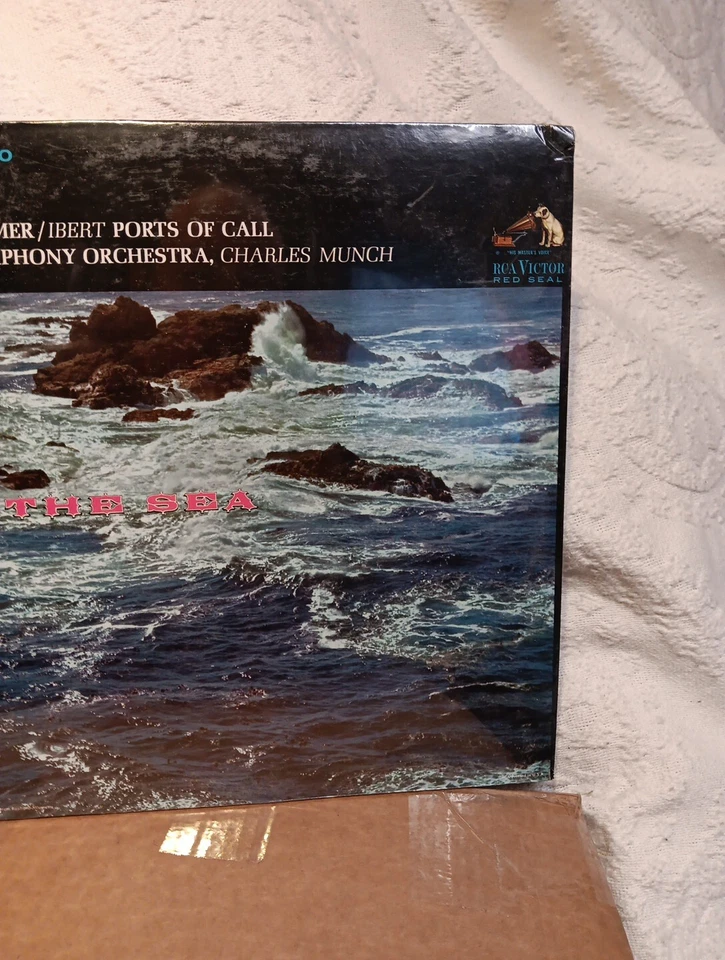 O
MER/IBERT PORTS OF CALL
PHONY ORCHESTRA, CHARLES MUNCH
"HIS MASTER'S VOICE"
RCA VICTOR
RED SEAL
THE SEA